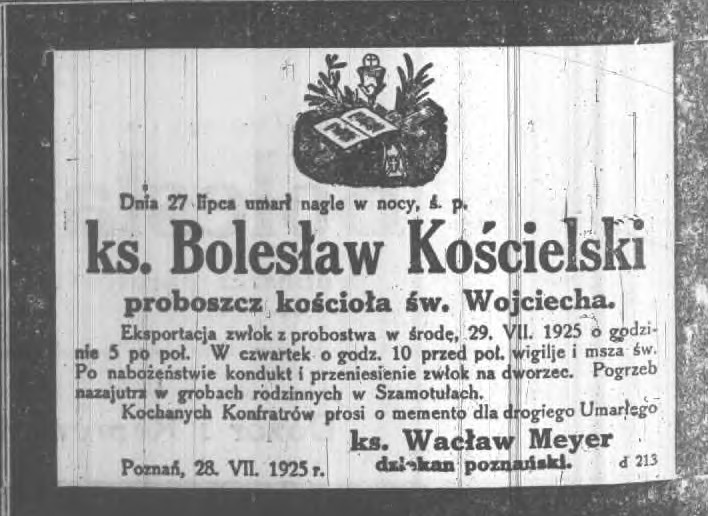 Dnia 27 lipca umarł nagle w nocy, ś. p.
ks. Bolesław Kościelski
proboszcz kościoła św. Wojciecha.
Eksportacja zwłok z probostwa w środę, 29. VII. 1925 o godzi-
nie 5 po poł. W czwartek o godz. 10 przed poł. wigilje i msza św.
Po nabożeństwie kondukt i przeniesienie zwłok na dworzec. Pogrzeb
nazajutrz w grobach rodzinnych w Szamotułach.
Kochanych Konfratrów prosi o memento dla drogiego Umarłego
ks. Wacław Meyer
dziekan poznański.
Poznań, 28. VII. 1925 r.
d 213